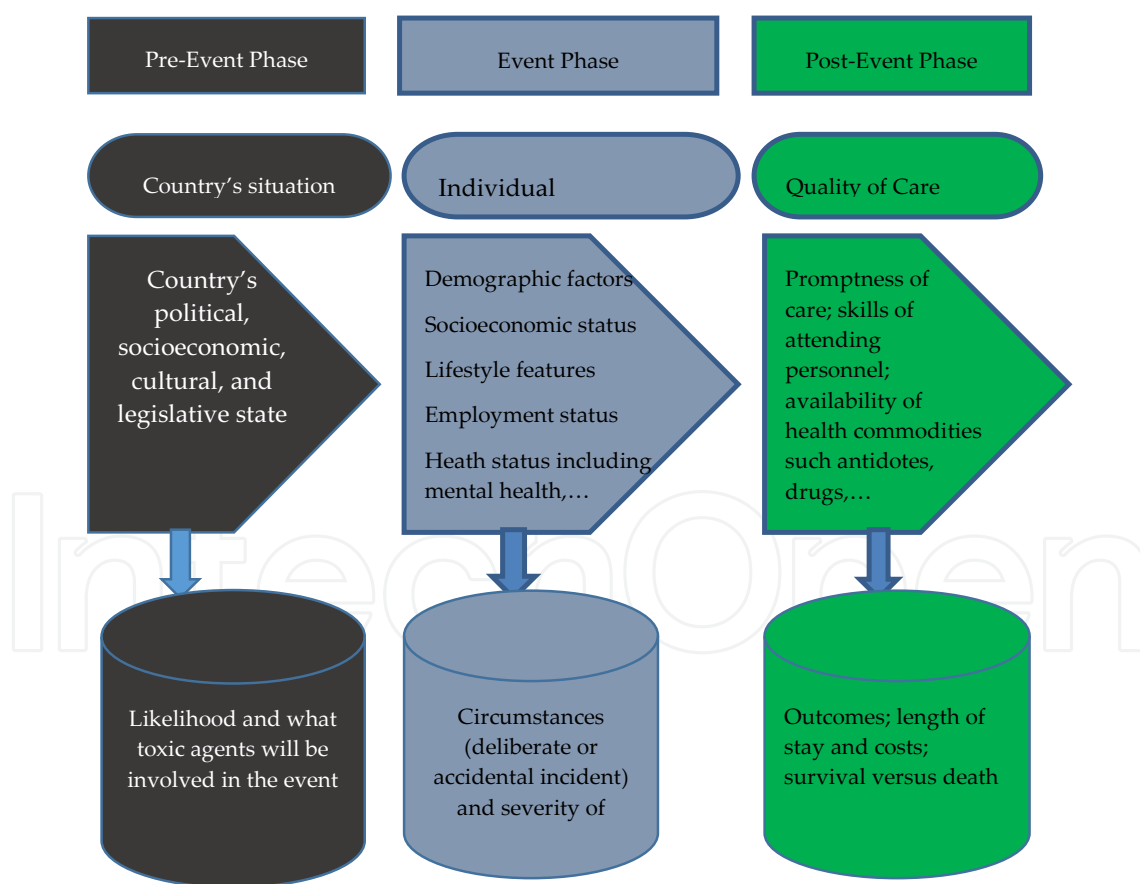 Pre-Event Phase
Event Phase
Post-Event Phase
Country's situation
Individual
Quality of Care
Country's
political,
socioeconomic,
cultural, and
legislative state
Demographic factors
Socioeconomic status
Lifestyle features
Employment status
Heath status including
mental health,…
Promptness of
care; skills of
attending
personnel;
availability of
health commodities
such antidotes,
drugs,…
IntechOpen
Likelihood and what
toxic agents will be
involved in the event
Circumstances
(deliberate or
accidental incident)
and severity of
Outcomes; length of
stay and costs;
survival versus death